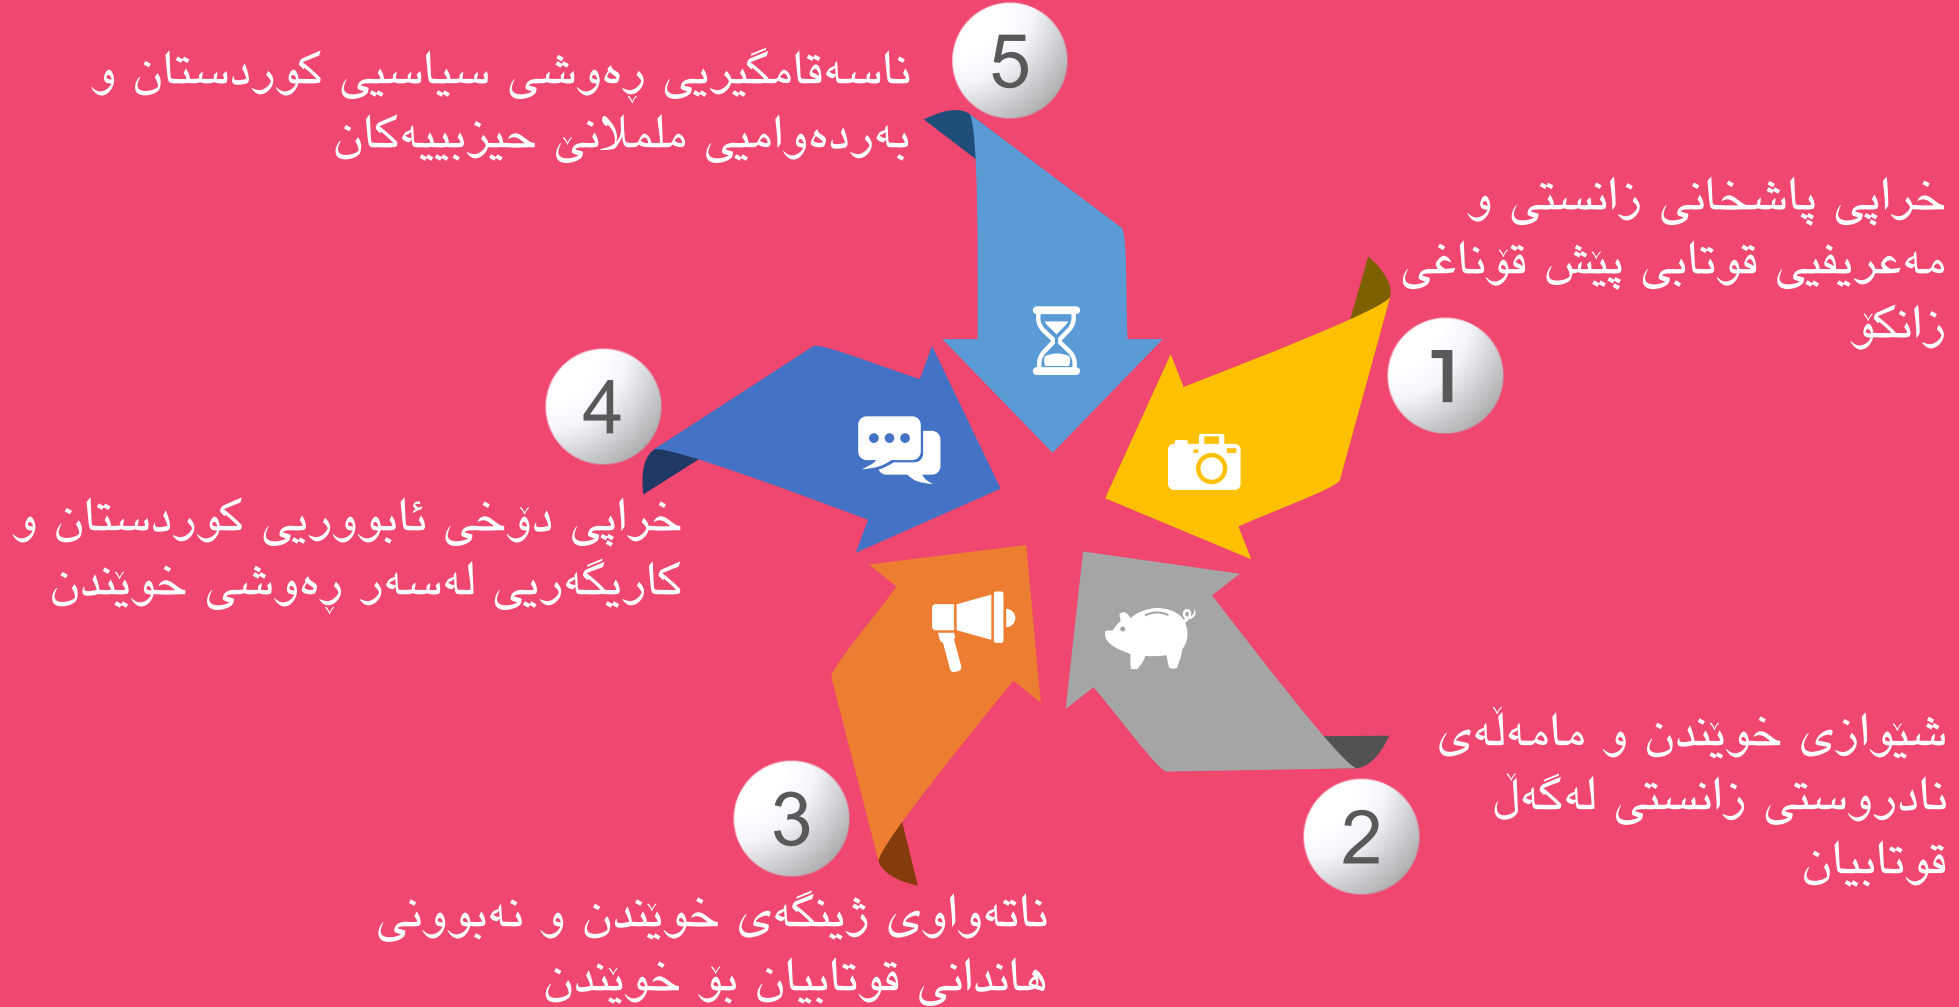 5
ناسەقامگیریی ڕەوشی سیاسیی کوردستان و
بەردەوامیی ململانێ حیزبییەکان
خراپی پاشخانی زانستی و
مەعریفیی قوتابی پێش قۆناغی
زانکۆ
1
4
خراپی دۆخی ئابووریی کوردستان و
کاریگەریی لەسەر ڕەوشی خوێندن
شێوازی خوێندن و مامەڵەی
نادروستی زانستی لەگەڵ
قوتابیان
2
3
ناتەواوی ژینگەی خوێندن و نەبوونی
هاندانی قوتابیان بۆ خوێندن